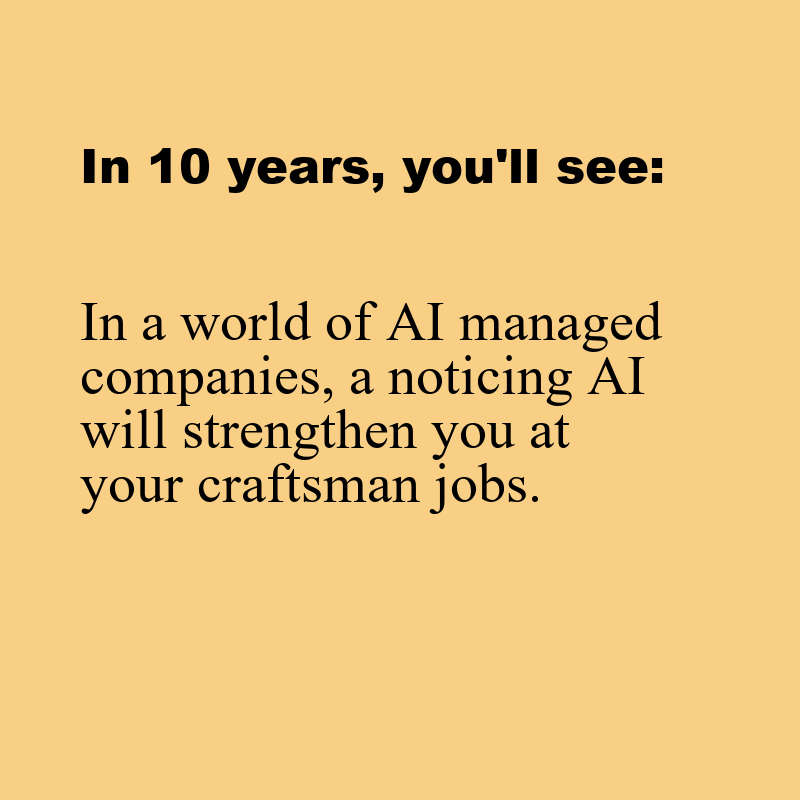 In 10 years, you'll see:
In a world of AI managed
companies, a noticing AI
will strengthen you at
your craftsman jobs.